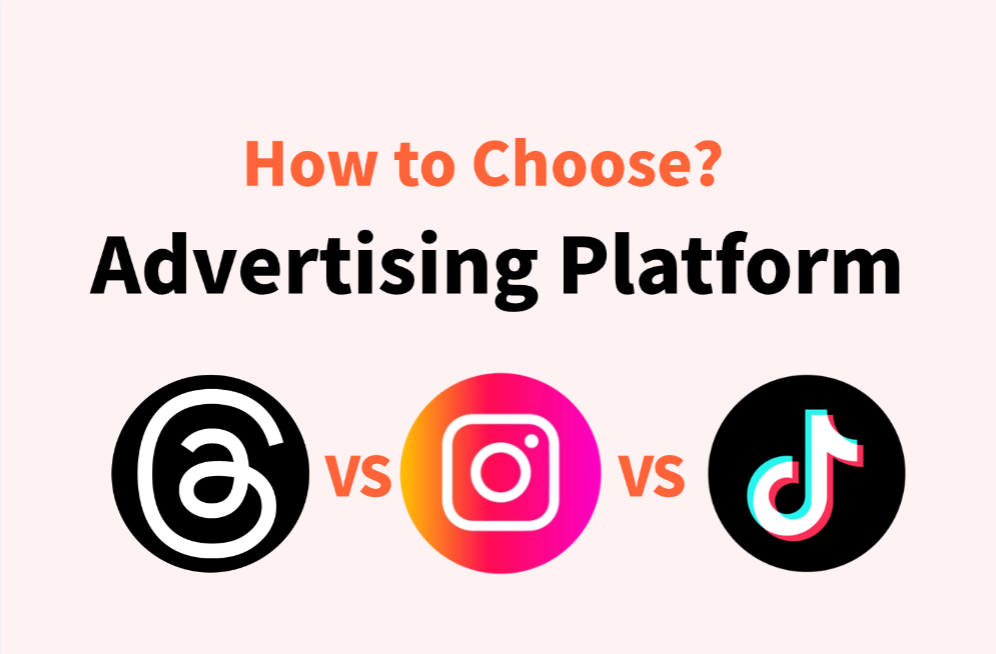 How to Choose?
Advertising Platform
VS VS